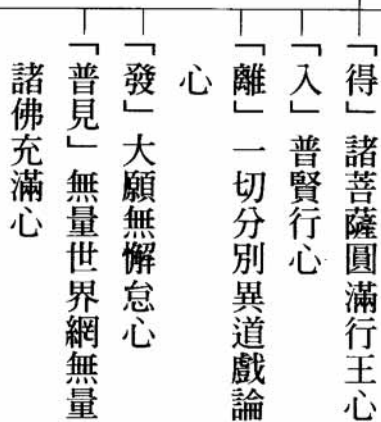 「得」諸菩薩圓滿行王心
「入」普賢行心
「離」一切分別異道戲論
心
「發」大願無懈怠心
「普見」無量世界網無量
諸佛充滿心